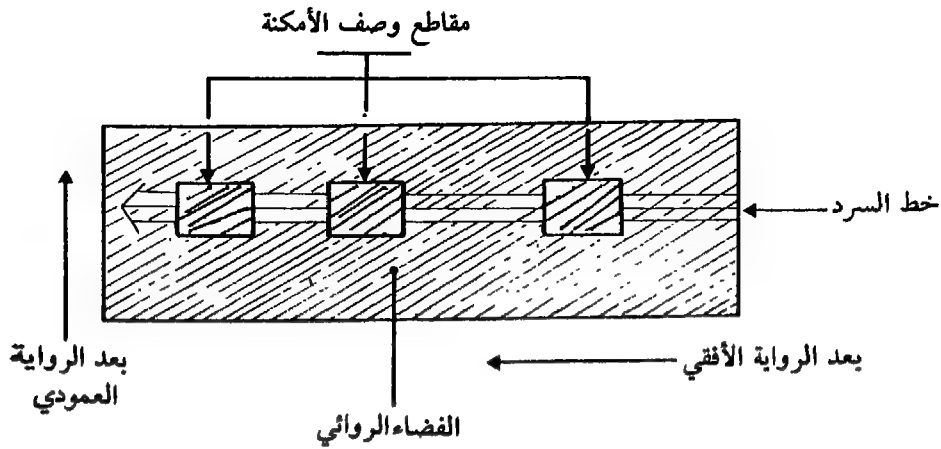 مقاطع وصف الأمكنة
خط السرد
بعد الرواية الأفقي
بعد الرواية
العمودي
الفضاء الروائي